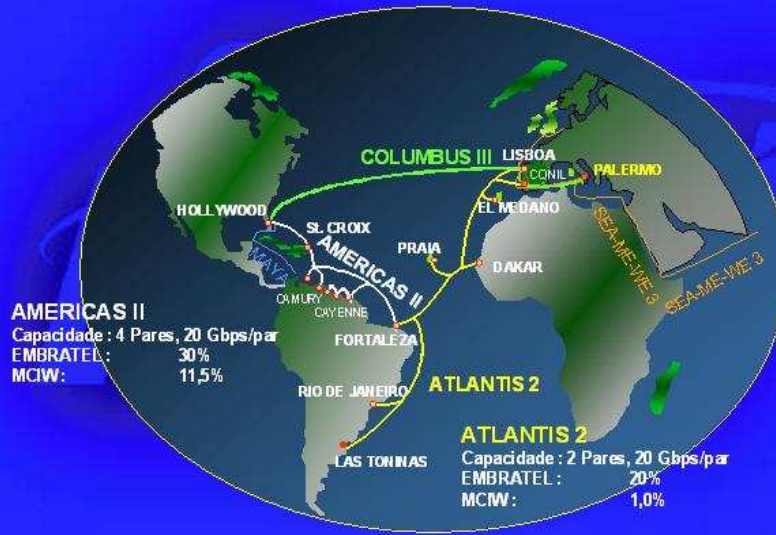 COLUMBUS III
LISBOA
CONIL
PALERMO
HOLLYWOOD
EL MEDANO
ST. CROIX
MAYA
AMERICAS II
PRAIA
DAKAR
SEA-ME-WE 3
SEA-ME-WE 3
CAMURY
CAYENNE
FORTALEZA
AMERICAS II
Capacidade : 4 Pares, 20 Gbps/par
EMBRATEL : 30%
MCIW : 11,5%
RIO DE JANEIRO
ATLANTIS 2
LAS TONINAS
ATLANTIS 2
Capacidade : 2 Pares, 20 Gbps/par
EMBRATEL : 20%
MCIW : 1,0%